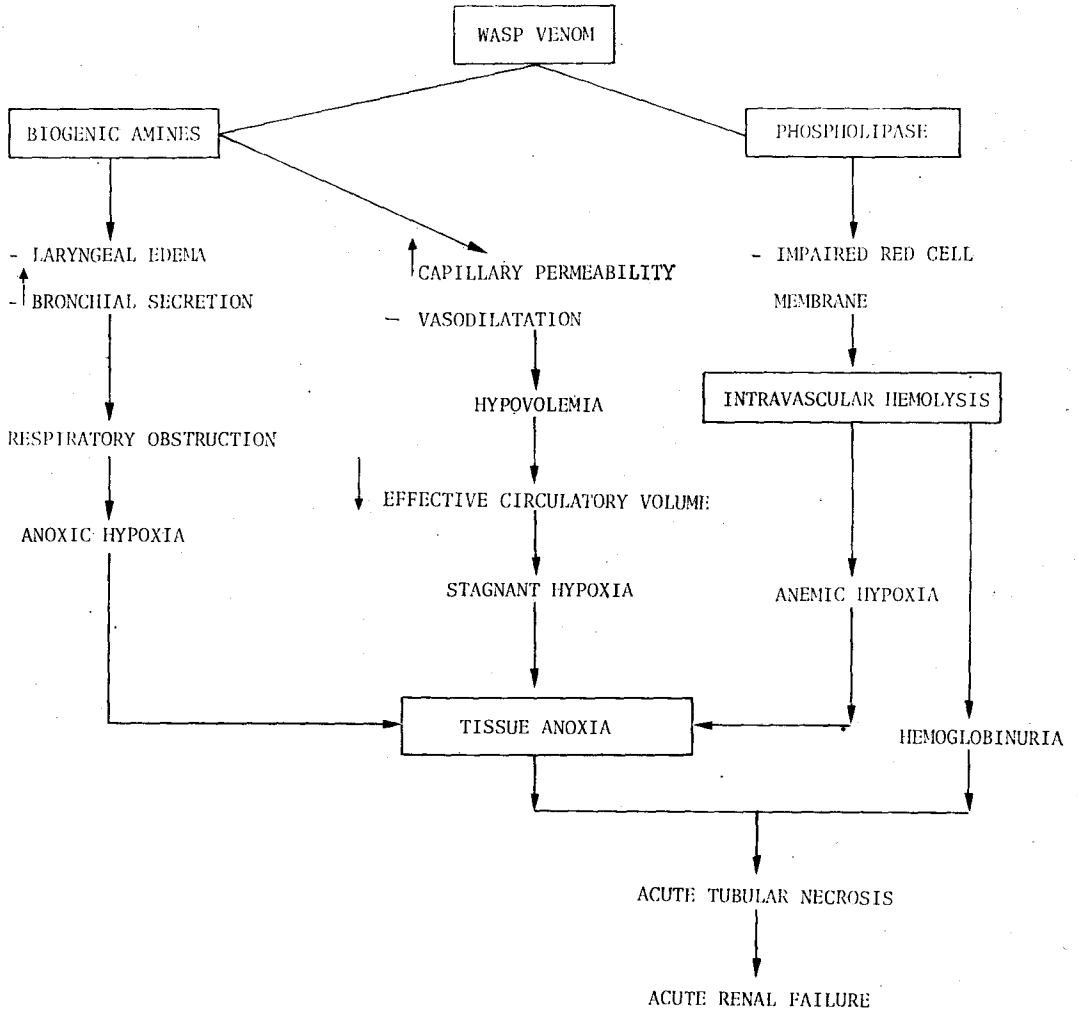 WASP VENOM
BIOGENIC AMINES
PHOSPHOLIPASE
- LARYNGEAL EDEMA
-↑BRONCHIAL SECRETION
↑CAPILLARY PERMEABILITY
- VASODILATATION
- IMPAIRED RED CELL
MEMBRANE
INTRAVASCULAR HEMOLYSIS
HYPOVOLEMIA
RESPIRATORY OBSTRUCTION
↓ EFFECTIVE CIRCULATORY VOLUME
ANOXIC HYPOXIA
STAGNANT HYPOXIA
ANEMIC HYPOXIA
TISSUE ANOXIA
HEMOGLOBINURIA
ACUTE TUBULAR NECROSIS
ACUTE RENAL FAILURE